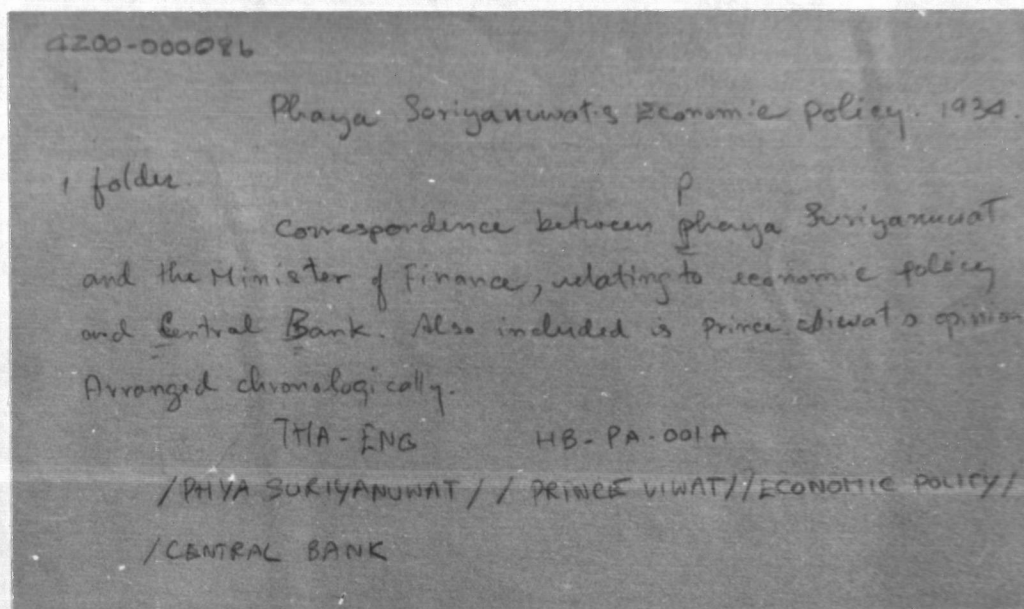 4200-000086
Phaya Soriyanuwat's Economic policy. 1934.
1 folder.
P
Correspondence between phaya Suriyanuwat
and the Minister of Finance, relating to economic policy
and Central Bank. Also included is Prince opinion
Arranged chronologically.
THA-ENG HB-PA-001A
/PHYA SURIYANUWAT/ / PRINCE VIWAT//ECONOMIC POLICY/
/CENTRAL BANK